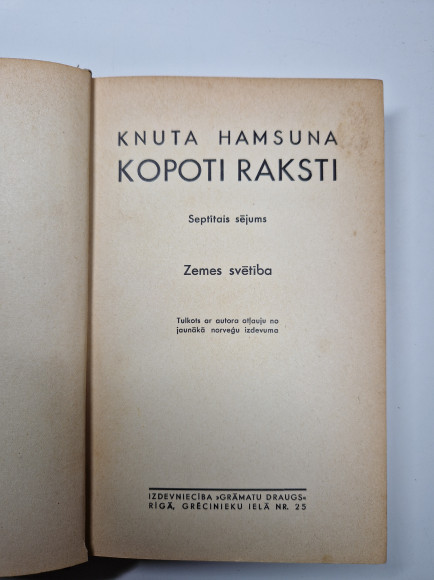 KNUTA HAMSUNA
KOPOTI RAKSTI
Septītais sējums
Zemes svētība
Tulkots ar autora atļauju no
jaunākā norveģu izdevuma
IZDEVNIECĪBA »GRĀMATU DRAUGS«
RĪGĀ, GRĒCINIEKU IELĀ NR. 25